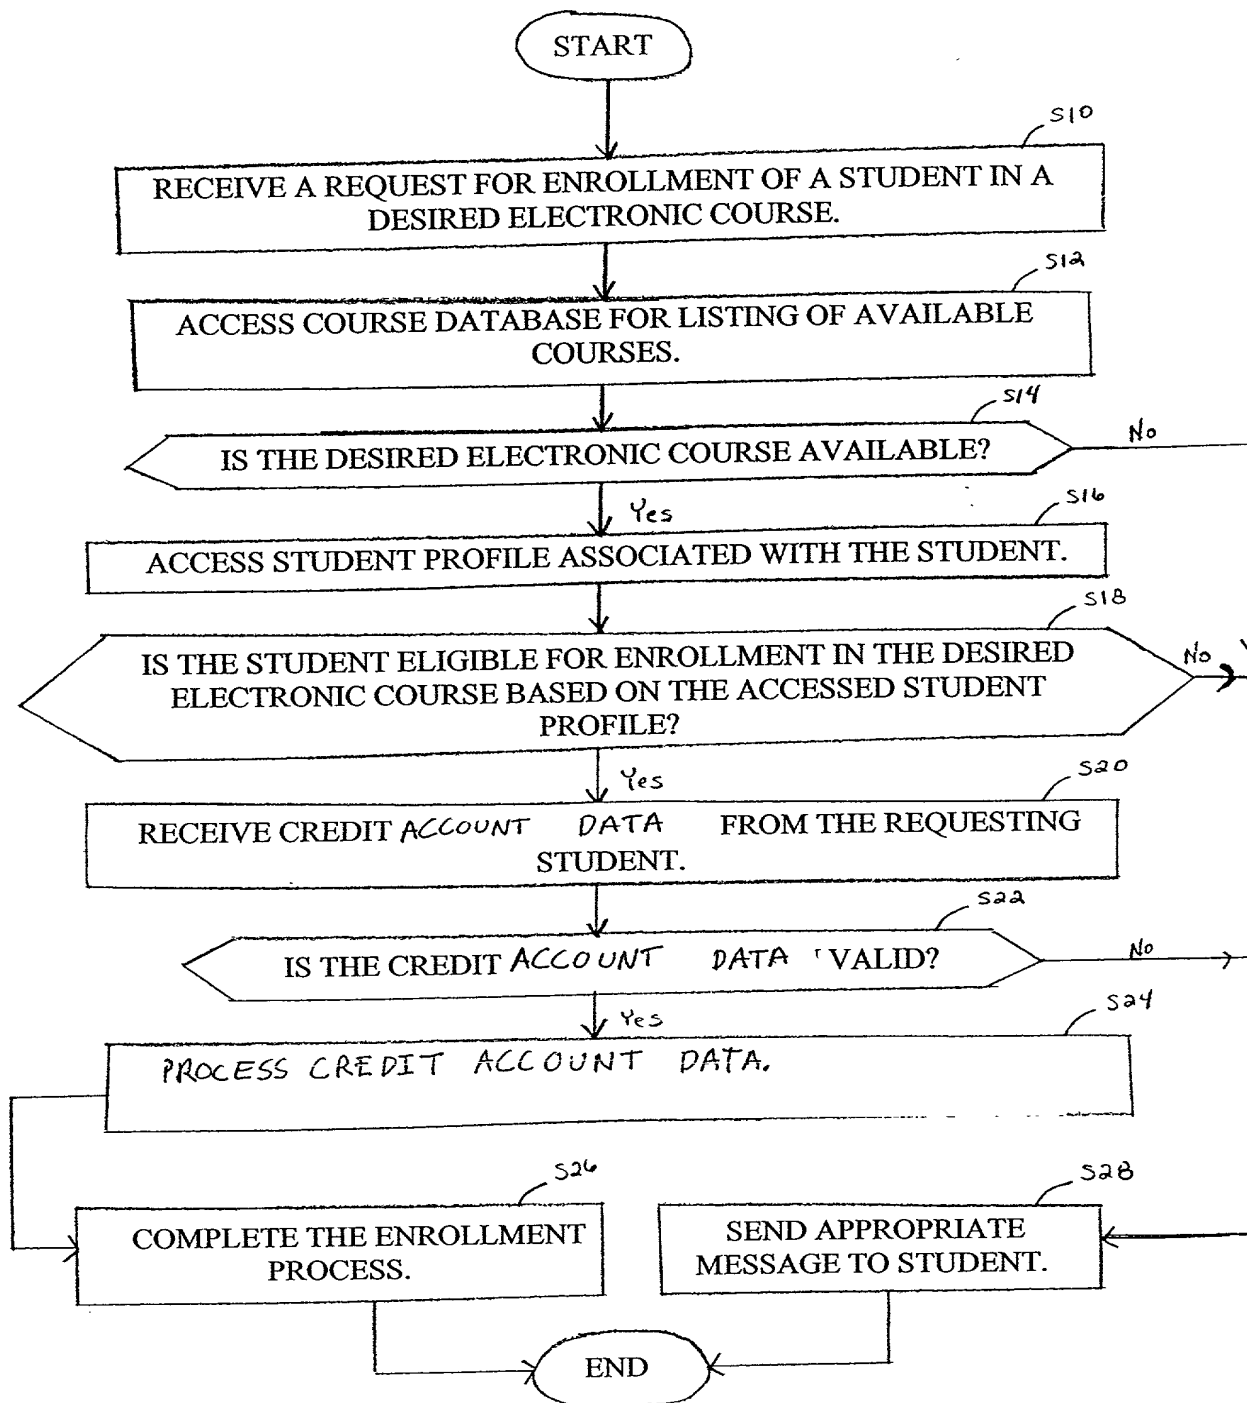 START
S10
RECEIVE A REQUEST FOR ENROLLMENT OF A STUDENT IN A
DESIRED ELECTRONIC COURSE.
S12
ACCESS COURSE DATABASE FOR LISTING OF AVAILABLE
COURSES.
S14
IS THE DESIRED ELECTRONIC COURSE AVAILABLE?
No
Yes
S16
ACCESS STUDENT PROFILE ASSOCIATED WITH THE STUDENT.
S18
IS THE STUDENT ELIGIBLE FOR ENROLLMENT IN THE DESIRED
ELECTRONIC COURSE BASED ON THE ACCESSED STUDENT
PROFILE?
No
Yes
S20
RECEIVE CREDIT ACCOUNT DATA FROM THE REQUESTING
STUDENT.
S22
IS THE CREDIT ACCOUNT DATA VALID?
No
Yes
S24
PROCESS CREDIT ACCOUNT DATA.
S26
COMPLETE THE ENROLLMENT
PROCESS.
S28
SEND APPROPRIATE
MESSAGE TO STUDENT.
END